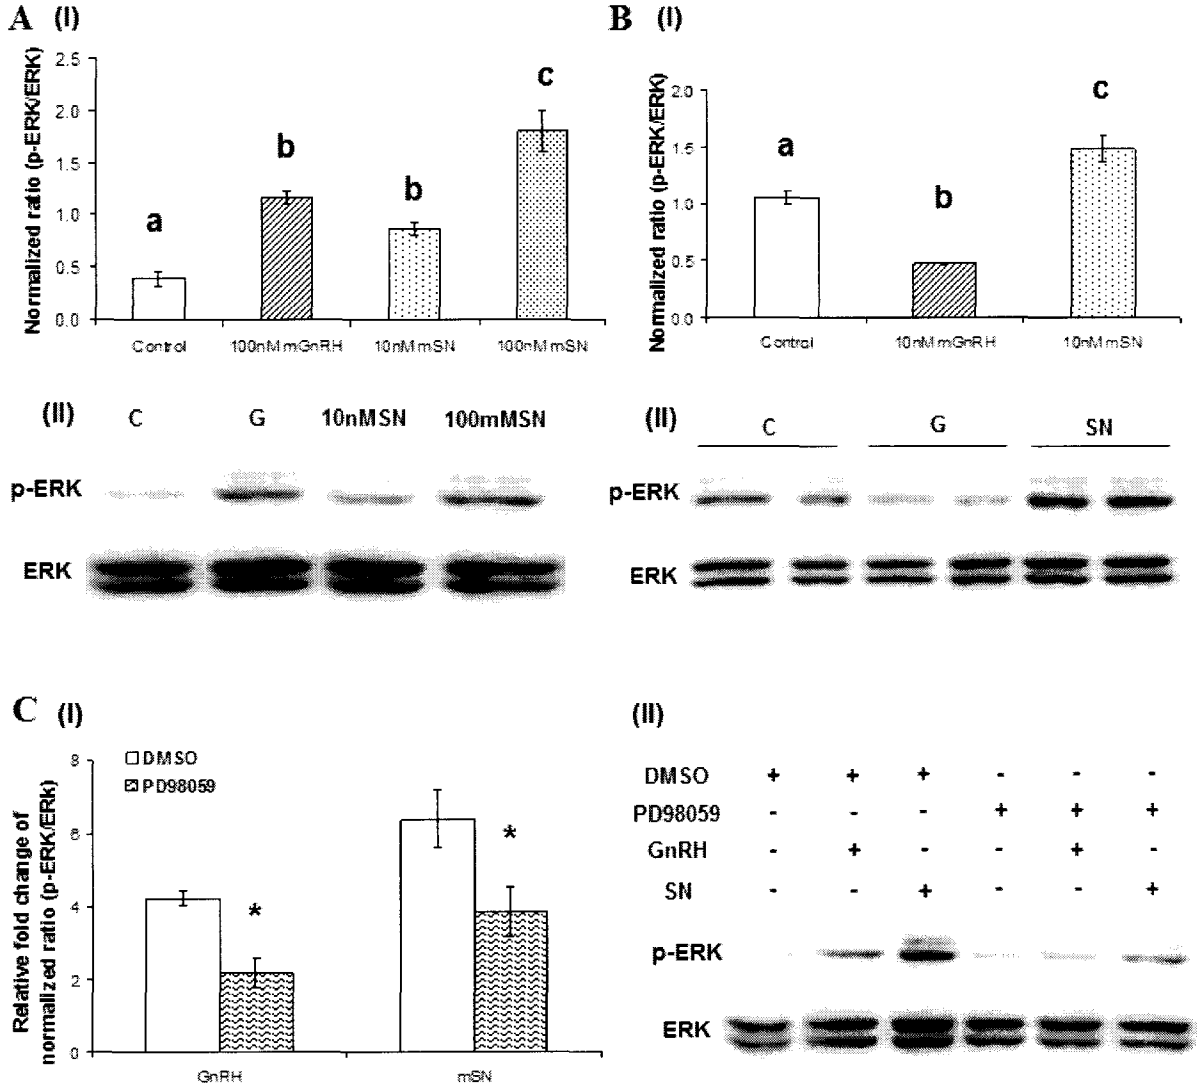 A (I)
Normalized ratio (p-ERK/ERK)
2.5
2.0
1.5
1.0
0.5
0.0
a
b
b
c
Control 100nM mGnRH 10nM mSN 100nM mSN
(II)
C G 10nMSN 100mMSN
p-ERK
ERK
B (I)
Normalized ratio (p-ERK/ERK)
2.0
1.5
1.0
0.5
0.0
a
b
c
Control 10nM mGnRH 10nM mSN
(II)
C G SN
p-ERK
ERK
C (I)
Relative fold change of
normalized ratio (p-ERK/ERk)
8
6
4
2
0
DMSO
PD98059
*
*
GnRH mSN
(II)
DMSO + + + - - -
PD98059 - - - + + +
GnRH - + - - + -
SN - - + - - +
p-ERK
ERK